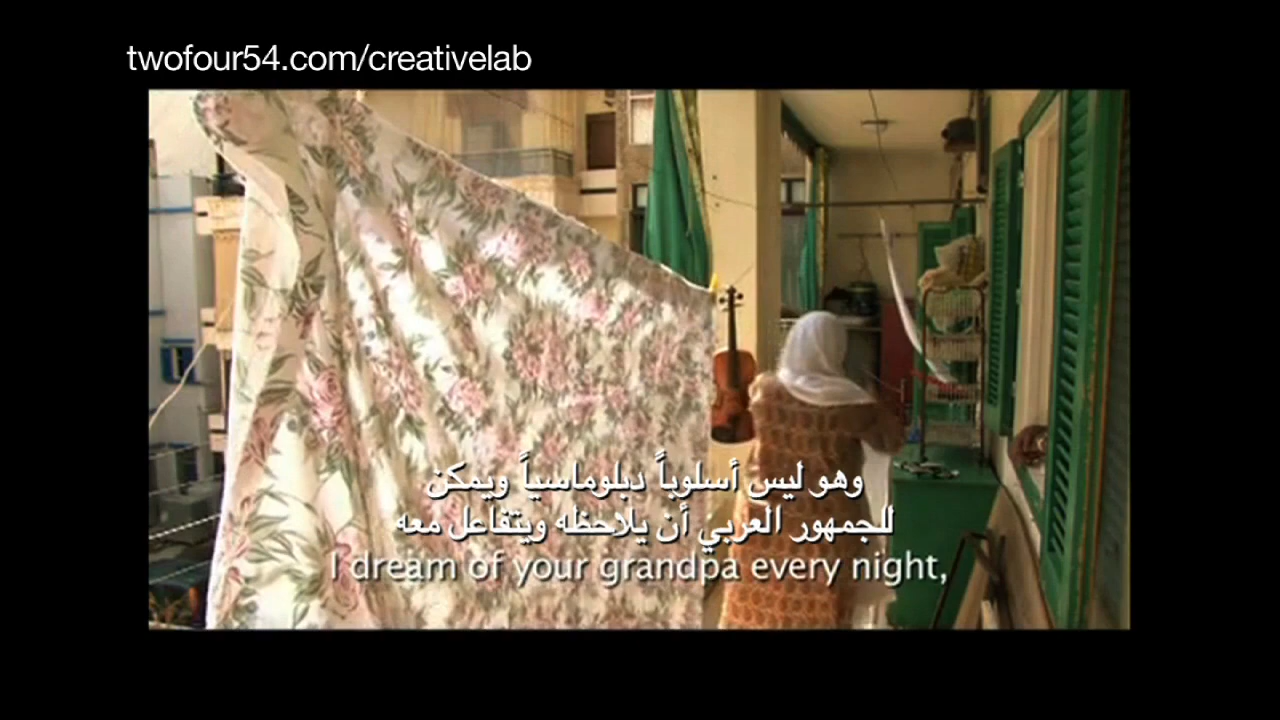 twofour54.com/creativelab
وهو ليس أسلوباً دبلوماسياً ويمكن
للجمهور العربي أن يلاحظه ويتفاعل معه
I dream of your grandpa every night,